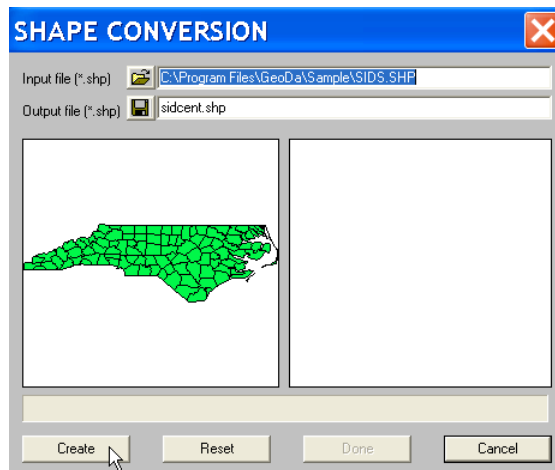 SHAPE CONVERSION
Input file (*.shp) C:\Program Files\GeoDa\Sample\SIDS.SHP
Output file (*.shp) sidcent.shp
Create Reset Done Cancel